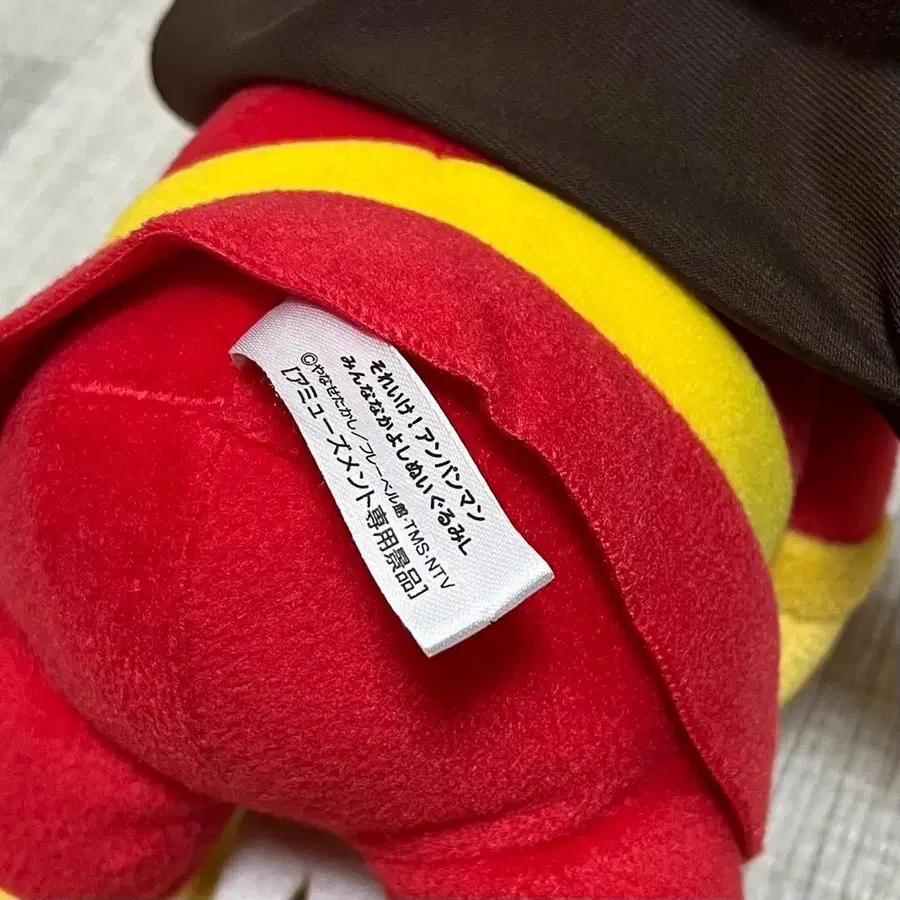 それいけ！アンパンマン
みんななかよしぬいぐるみL
©やなせたかし/フレーベル館・TMS・NTV
[アミューズメント専用景品]